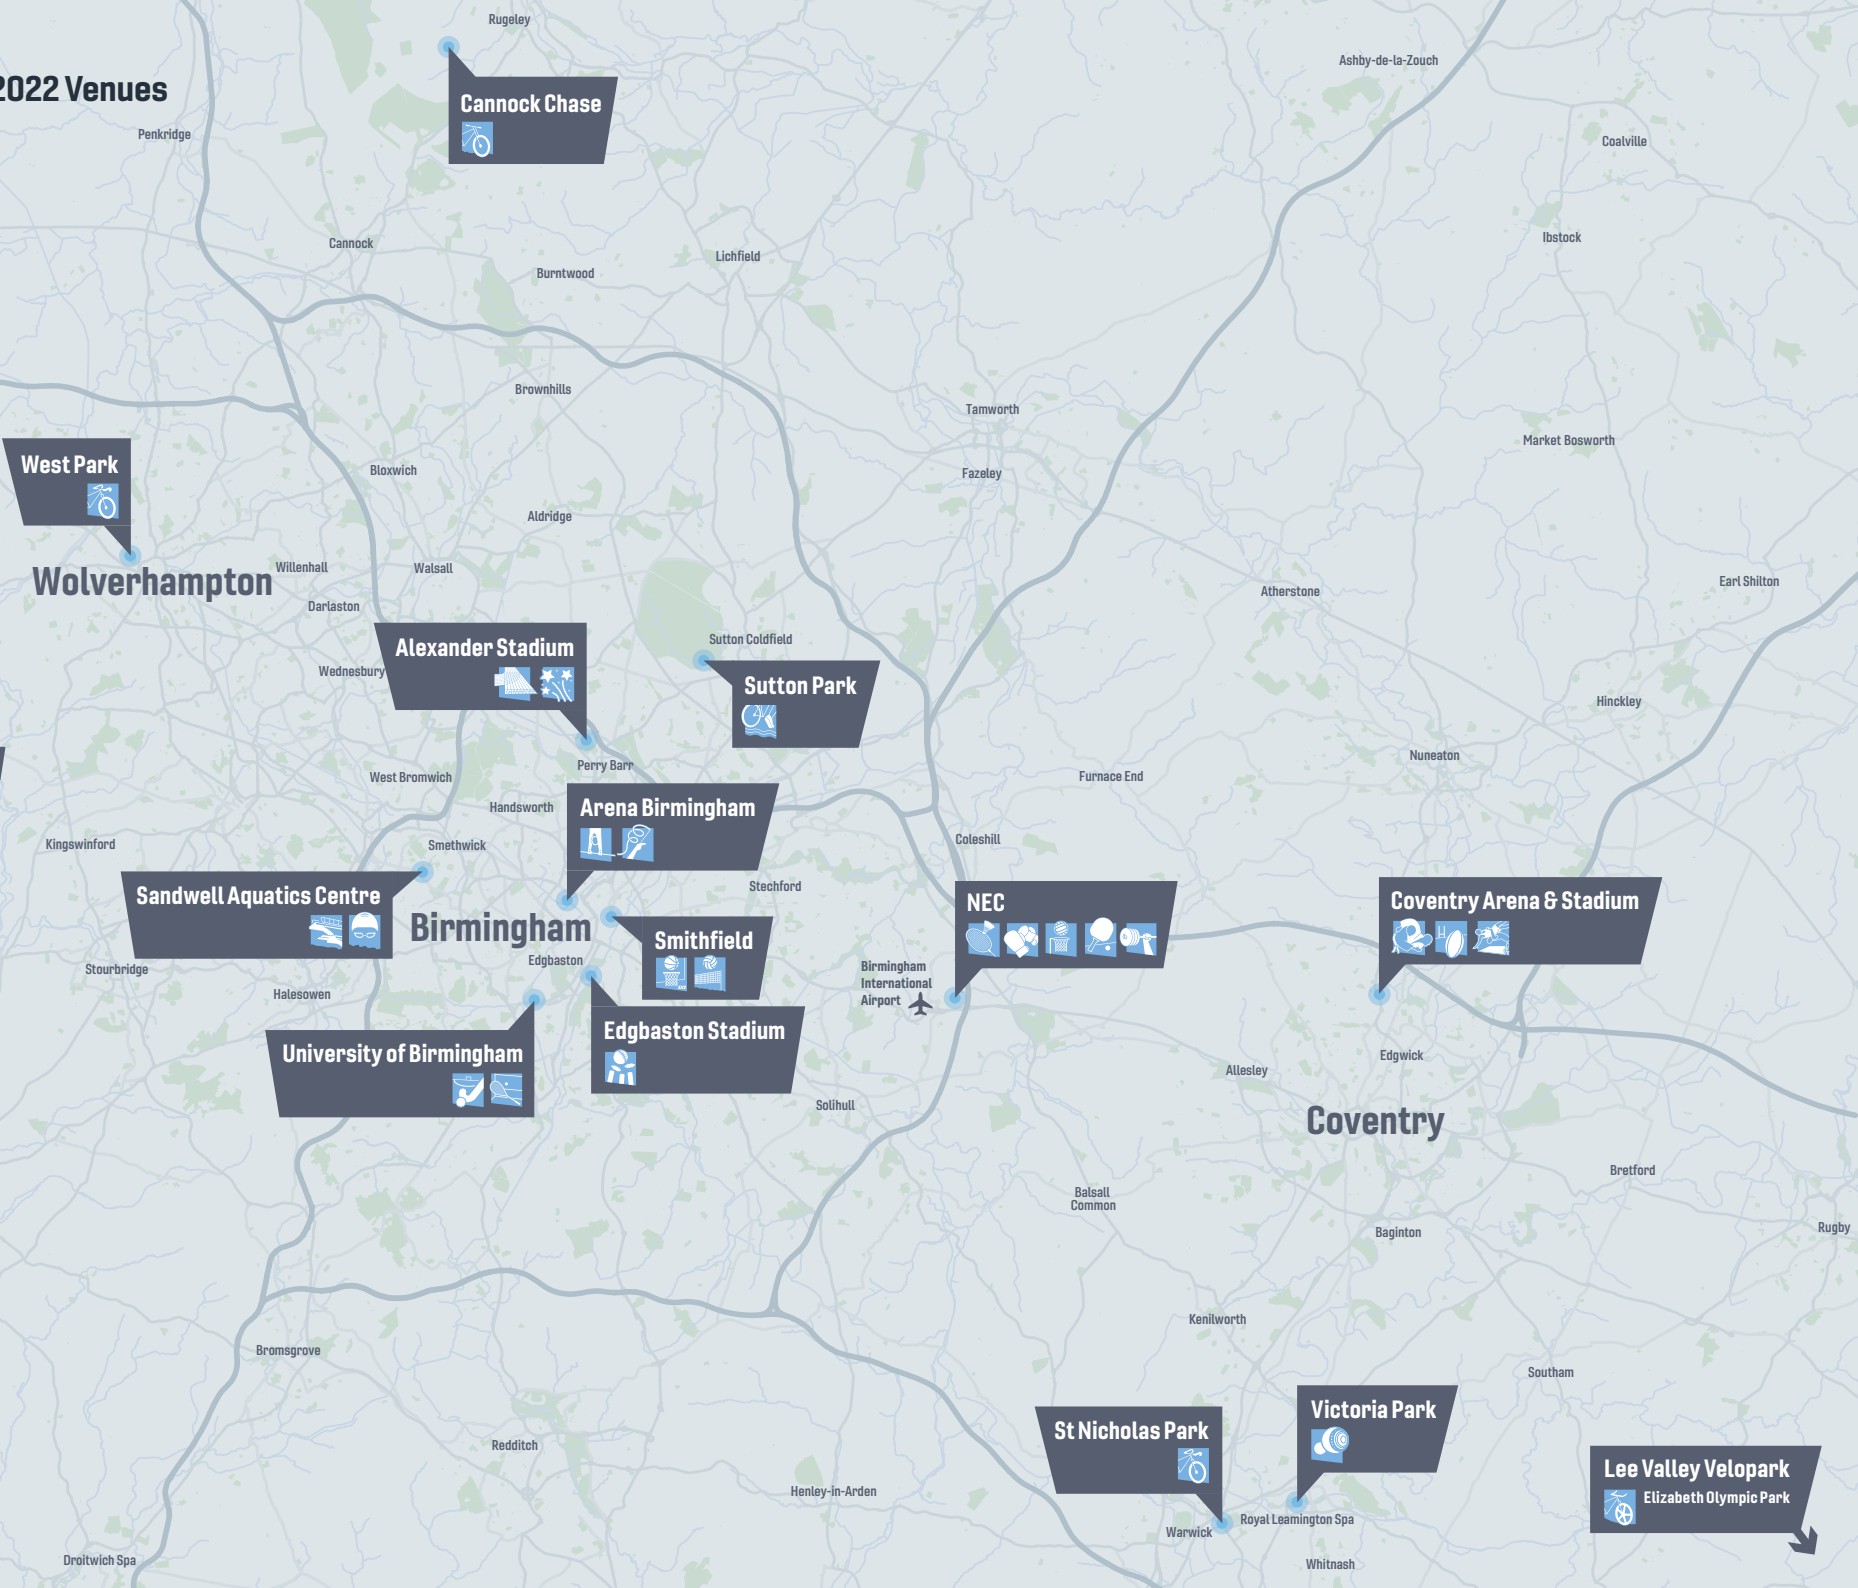 Rugeley
Ashby-de-la-Zouch
2022 Venues
Cannock Chase
Penkridge
Coalville
Cannock
Ibstock
Lichfield
Burntwood
Brownhills
Tamworth
Market Bosworth
West Park
Bloxwich
Fazeley
Aldridge
Wolverhampton
Willenhall
Walsall
Earl Shilton
Atherstone
Darlaston
Sutton Coldfield
Alexander Stadium
Wednesbury
Sutton Park
Hinckley
Nuneaton
Perry Barr
West Bromwich
Furnace End
Handsworth
Arena Birmingham
Kingswinford
Smethwick
Coleshill
Stechford
Sandwell Aquatics Centre
NEC
Coventry Arena & Stadium
Birmingham
Smithfield
Edgbaston
Stourbridge
Birmingham
International
Airport
Halesowen
Edgbaston Stadium
University of Birmingham
Edgwick
Allesley
Solihull
Coventry
Bretford
Balsall
Common
Baginton
Rugby
Kenilworth
Bromsgrove
Southam
Victoria Park
St Nicholas Park
Redditch
Lee Valley Velopark
Elizabeth Olympic Park
Henley-in-Arden
Royal Leamington Spa
Warwick
Droitwich Spa
Whitnash